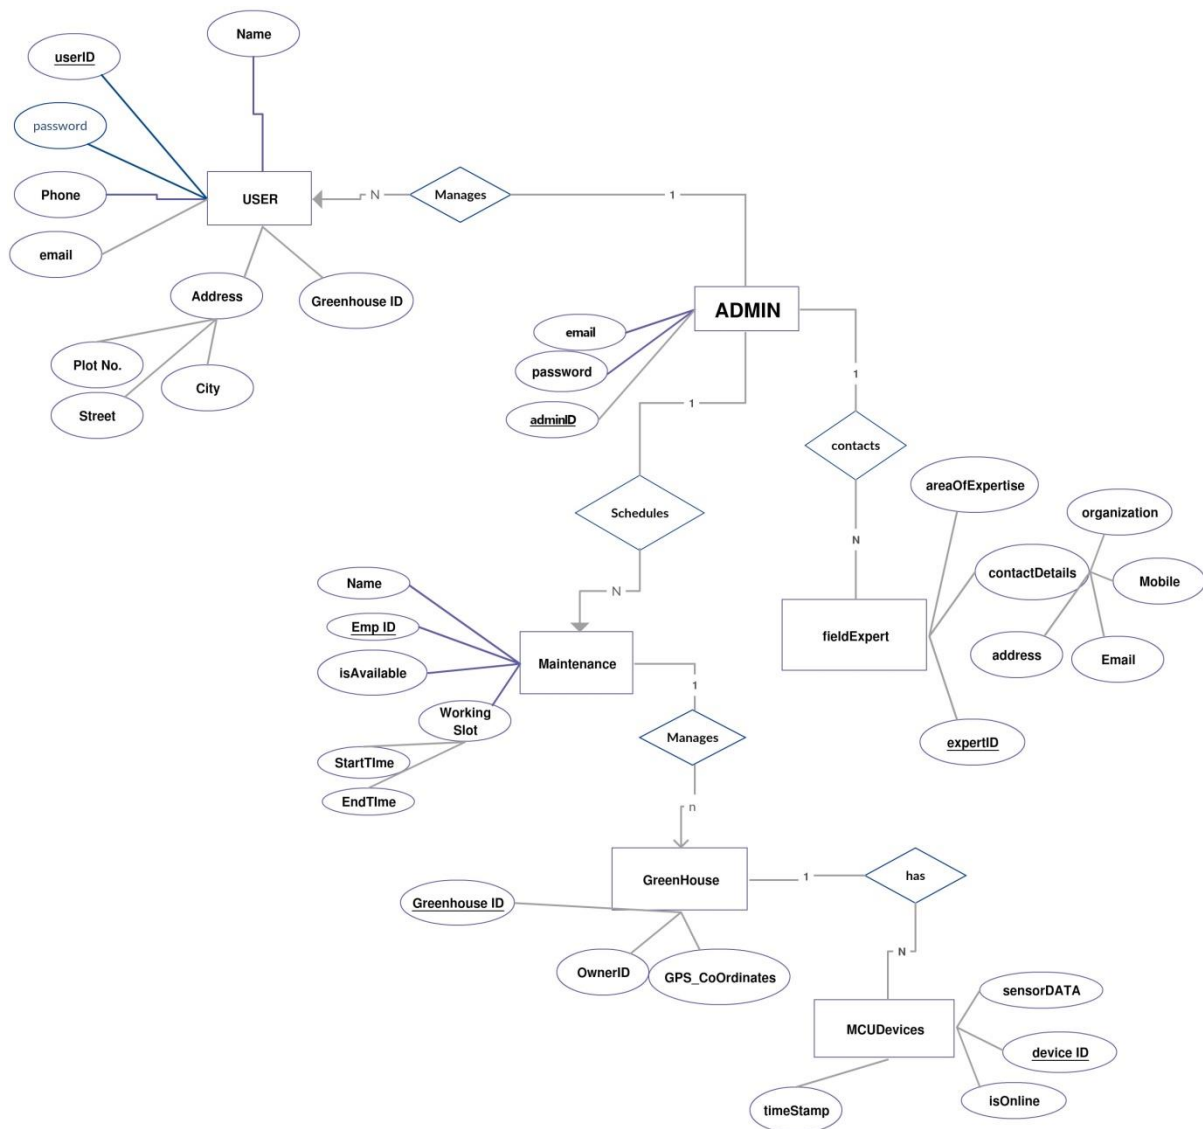 Name
userID
password
Phone
USER
N
Manages
1
email
Address
Greenhouse ID
Plot No.
City
Street
ADMIN
email
password
adminID
1
1
contacts
Schedules
N
N
areaOfExpertise
organization
contactDetails
Mobile
fieldExpert
address
Email
expertID
Name
Emp ID
isAvailable
Maintenance
Working
Slot
StartTIme
EndTIme
1
Manages
n
GreenHouse
1
has
Greenhouse ID
OwnerID
GPS_CoOrdinates
N
MCUDevices
sensorDATA
device ID
isOnline
timeStamp